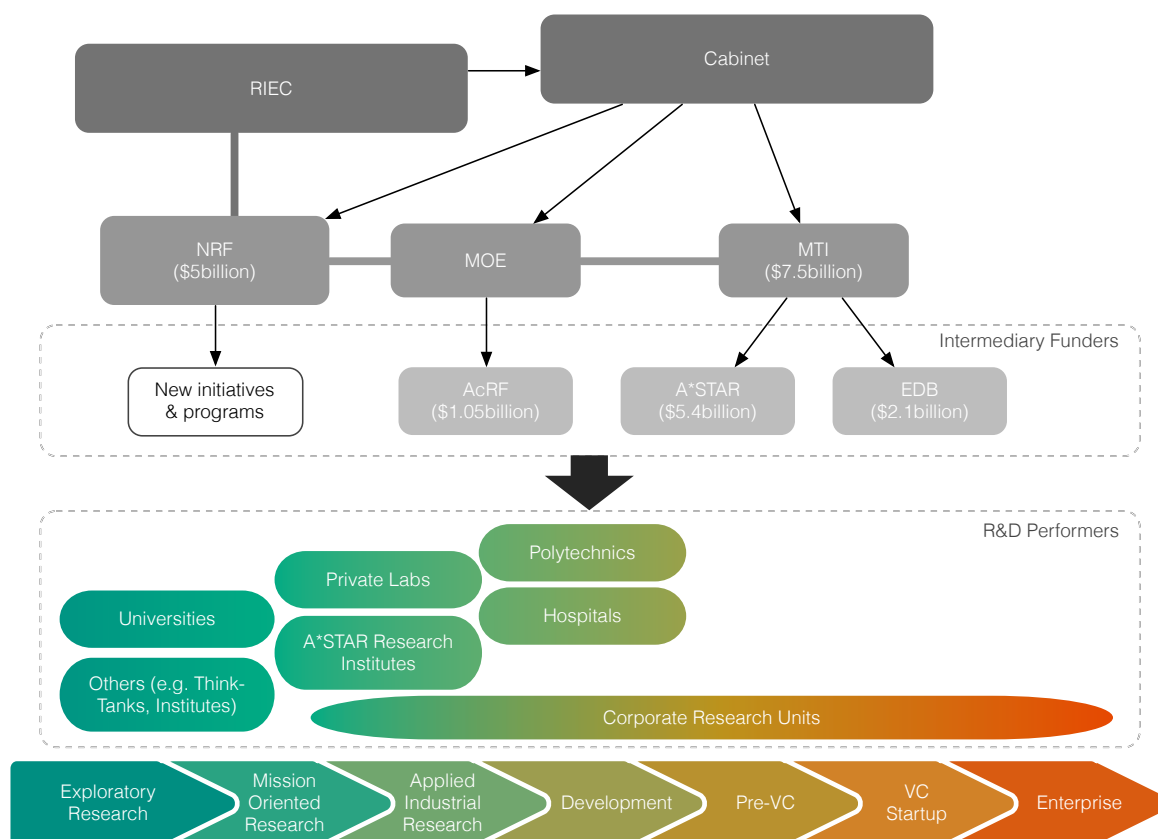 RIEC
Cabinet
NRF
($5billion)
MOE
MTI
($7.5billion)
Intermediary Funders
New initiatives
& programs
AcRF
($1.05billion)
A*STAR
($5.4billion)
EDB
($2.1billion)
R&D Performers
Polytechnics
Private Labs
Universities
Hospitals
A*STAR Research
Institutes
Others (e.g. Think-
Tanks, Institutes)
Corporate Research Units
Exploratory
Research
Mission
Oriented
Research
Applied
Industrial
Research
Development
Pre-VC
VC
Startup
Enterprise